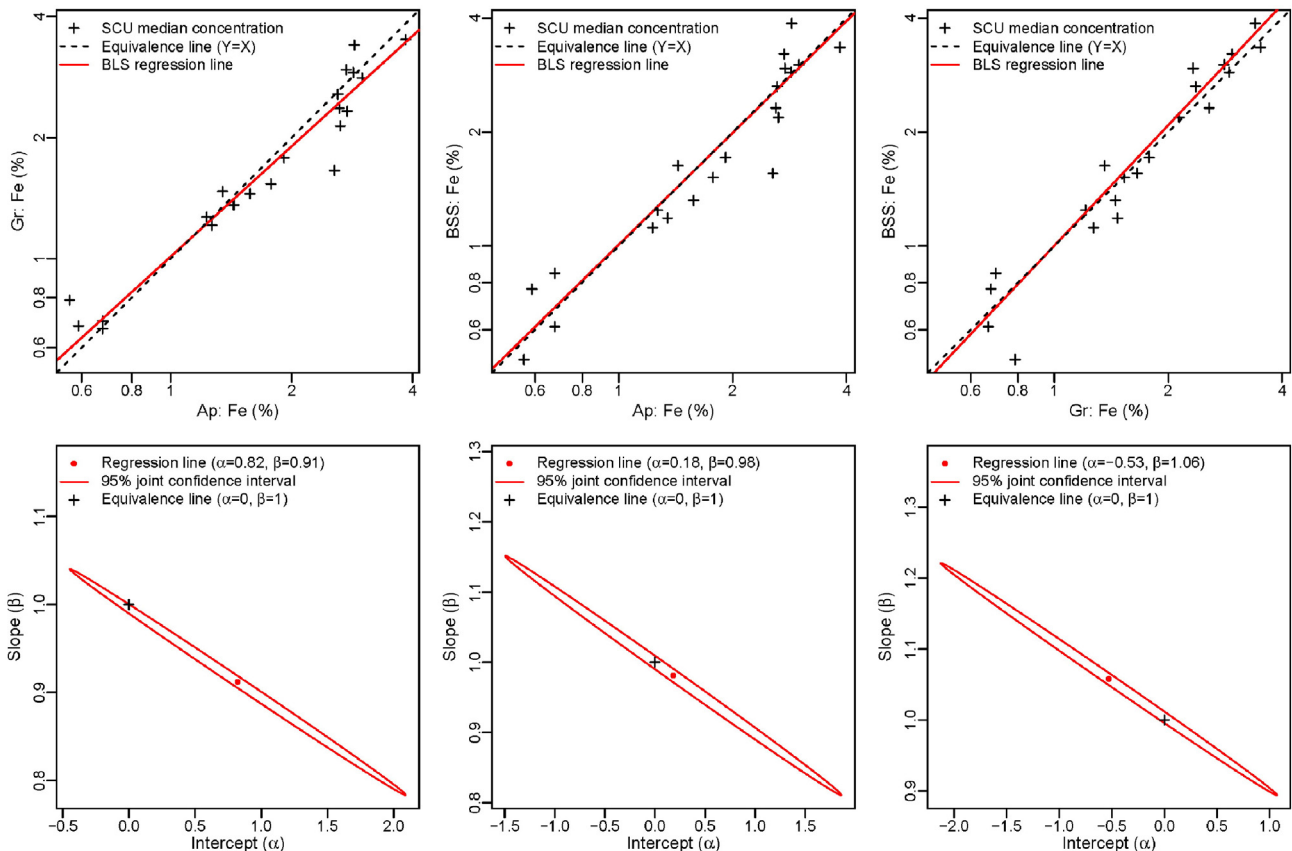 SCU median concentration
Equivalence line (Y=X)
BLS regression line
4
2
1
0.8
0.6
Gr: Fe (%)
0.6
0.8
1
2
4
Ap: Fe (%)
SCU median concentration
Equivalence line (Y=X)
BLS regression line
4
2
1
0.8
0.6
BSS: Fe (%)
0.6
0.8
1
2
4
Ap: Fe (%)
SCU median concentration
Equivalence line (Y=X)
BLS regression line
4
2
1
0.8
0.6
BSS: Fe (%)
0.6
0.8
1
2
4
Gr: Fe (%)
Regression line (α=0.82, β=0.91)
95% joint confidence interval
Equivalence line (α=0, β=1)
1.1
1.0
0.9
0.8
Slope (β)
−0.5
0.0
0.5
1.0
1.5
2.0
Intercept (α)
Regression line (α=0.18, β=0.98)
95% joint confidence interval
Equivalence line (α=0, β=1)
1.3
1.2
1.1
1.0
0.9
0.8
Slope (β)
−1.5
−1.0
−0.5
0.0
0.5
1.0
1.5
Intercept (α)
Regression line (α=−0.53, β=1.06)
95% joint confidence interval
Equivalence line (α=0, β=1)
1.3
1.2
1.1
1.0
0.9
Slope (β)
−2.0
−1.5
−1.0
−0.5
0.0
0.5
1.0
Intercept (α)